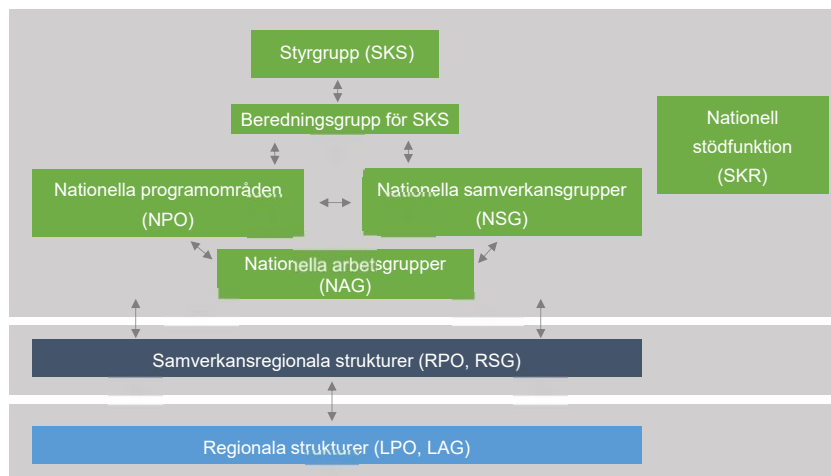 Styrgrupp (SKS)
Beredningsgrupp för SKS
Nationell
stödfunktion
(SKR)
Nationella programområden
(NPO)
Nationella samverkansgrupper
(NSG)
Nationella arbetsgrupper
(NAG)
Samverkansregionala strukturer (RPO, RSG)
Regionala strukturer (LPO, LAG)